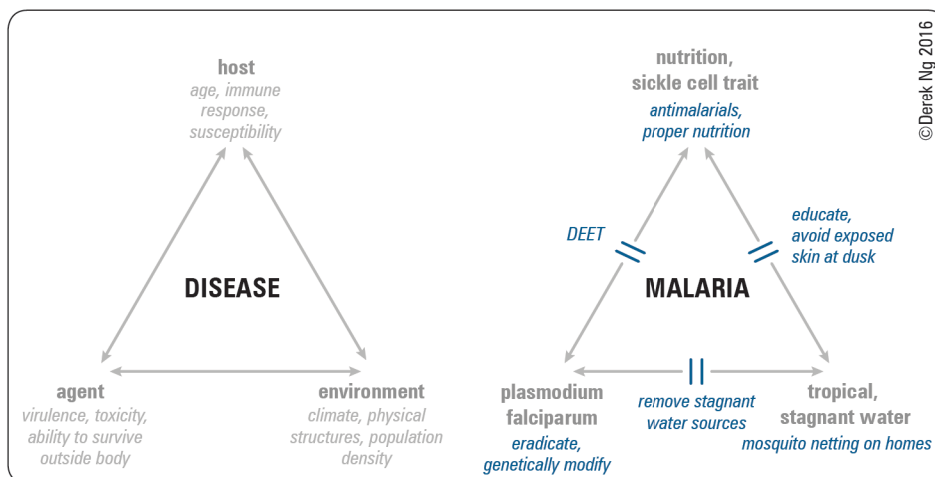 host
age, immune
response,
susceptibility
DISEASE
agent
virulence, toxicity,
ability to survive
outside body
environment
climate, physical
structures, population
density
nutrition,
sickle cell trait
antimalarials,
proper nutrition
DEET
educate,
avoid exposed
skin at dusk
MALARIA
plasmodium
falciparum
eradicate,
genetically modify
remove stagnant
water sources
tropical,
stagnant water
mosquito netting on homes
©Derek Ng 2016